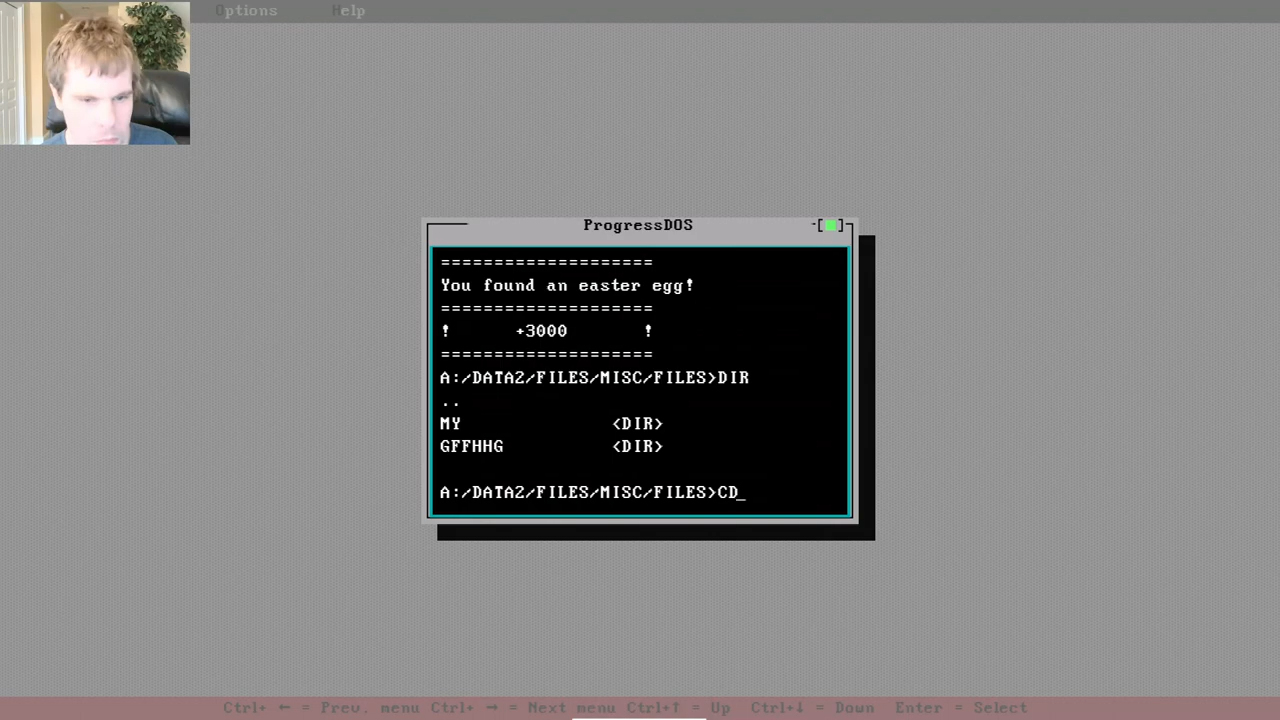 Options Help
ProgressDOS
[■]
====================
You found an easter egg!
====================
! +3000 !
====================
A:/DATA2/FILES/MISC/FILES>DIR
..
MY <DIR>
GFFHHG <DIR>
A:/DATA2/FILES/MISC/FILES>CD_
Ctrl+ ← = Prev. menu Ctrl+ → = Next menu Ctrl+↑ = Up Ctrl+↓ = Down Enter = Select